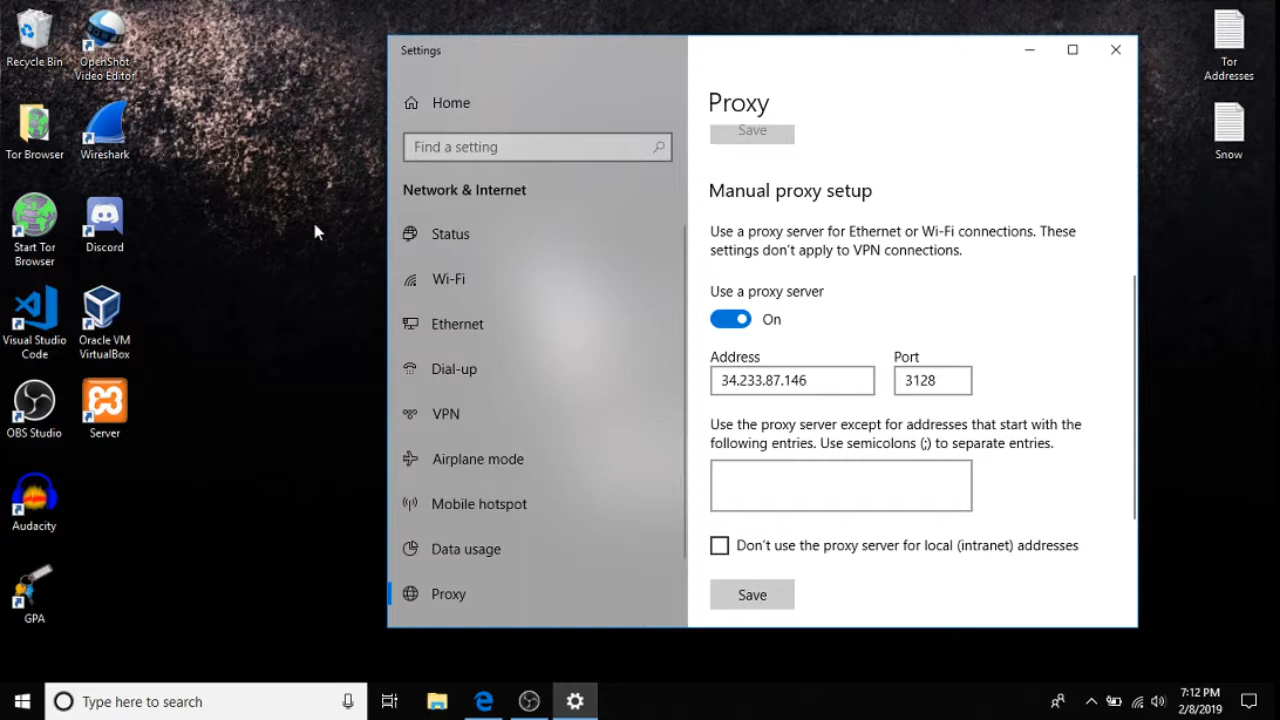 Recycle Bin
OpenShot
Video Editor
Tor Browser
Wireshark
Start Tor
Browser
Discord
Visual Studio
Code
Oracle VM
VirtualBox
OBS Studio
Server
Audacity
GPA
Settings
Home
Find a setting
Network & Internet
Status
Wi-Fi
Ethernet
Dial-up
VPN
Airplane mode
Mobile hotspot
Data usage
Proxy
Proxy
Save
Manual proxy setup
Use a proxy server for Ethernet or Wi-Fi connections. These
settings don't apply to VPN connections.
Use a proxy server
On
Address
Port
34.233.87.146
3128
Use the proxy server except for addresses that start with the
following entries. Use semicolons (;) to separate entries.
Don't use the proxy server for local (intranet) addresses
Save
Tor
Addresses
Snow
Type here to search
7:12 PM
2/8/2019